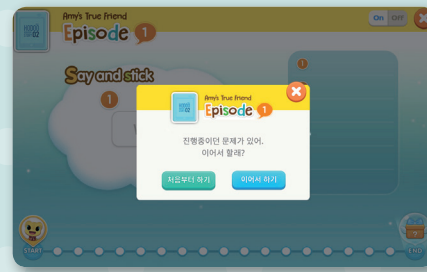 Amy's True Friend
Episode 1
On Off
Say and stick
1
Amy's True Friend
Episode 1
진행중이던 문제가 있어.
이어서 할래?
처음부터 하기
이어서 하기
START
END